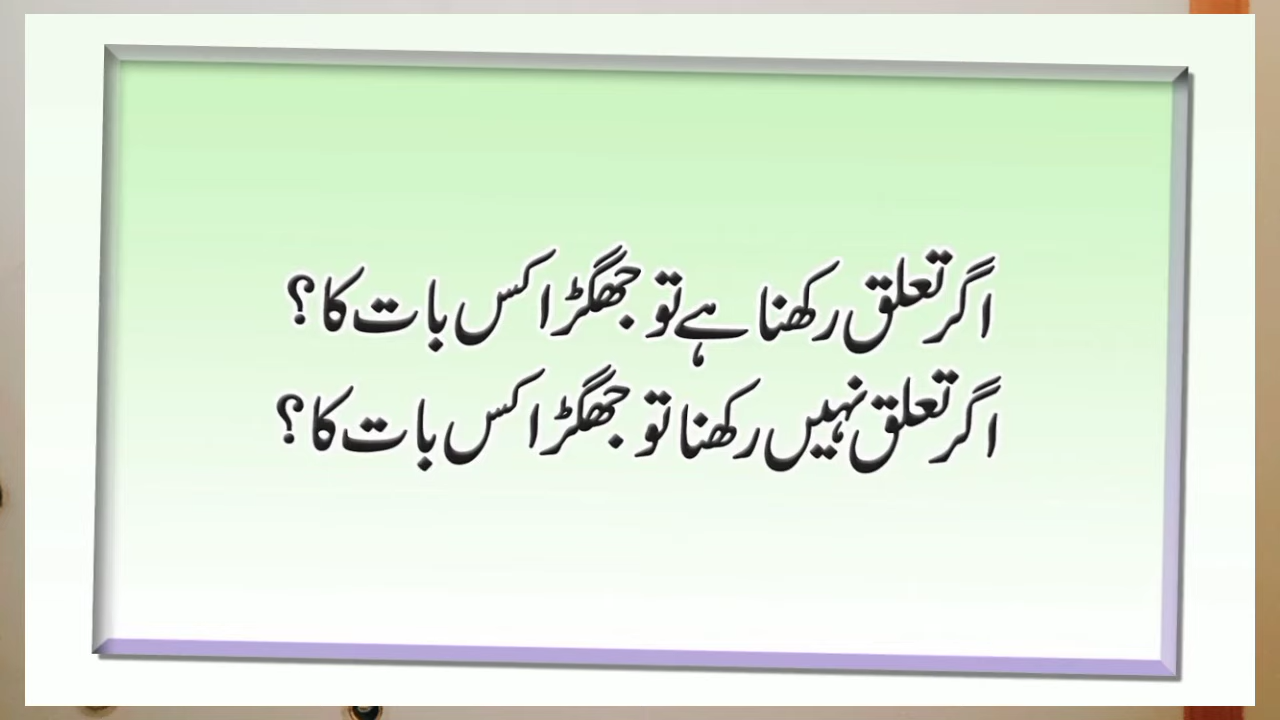 اگر تعلق رکھنا ہے تو جھگڑا کس بات کا؟
اگر تعلق نہیں رکھنا تو جھگڑا کس بات کا؟